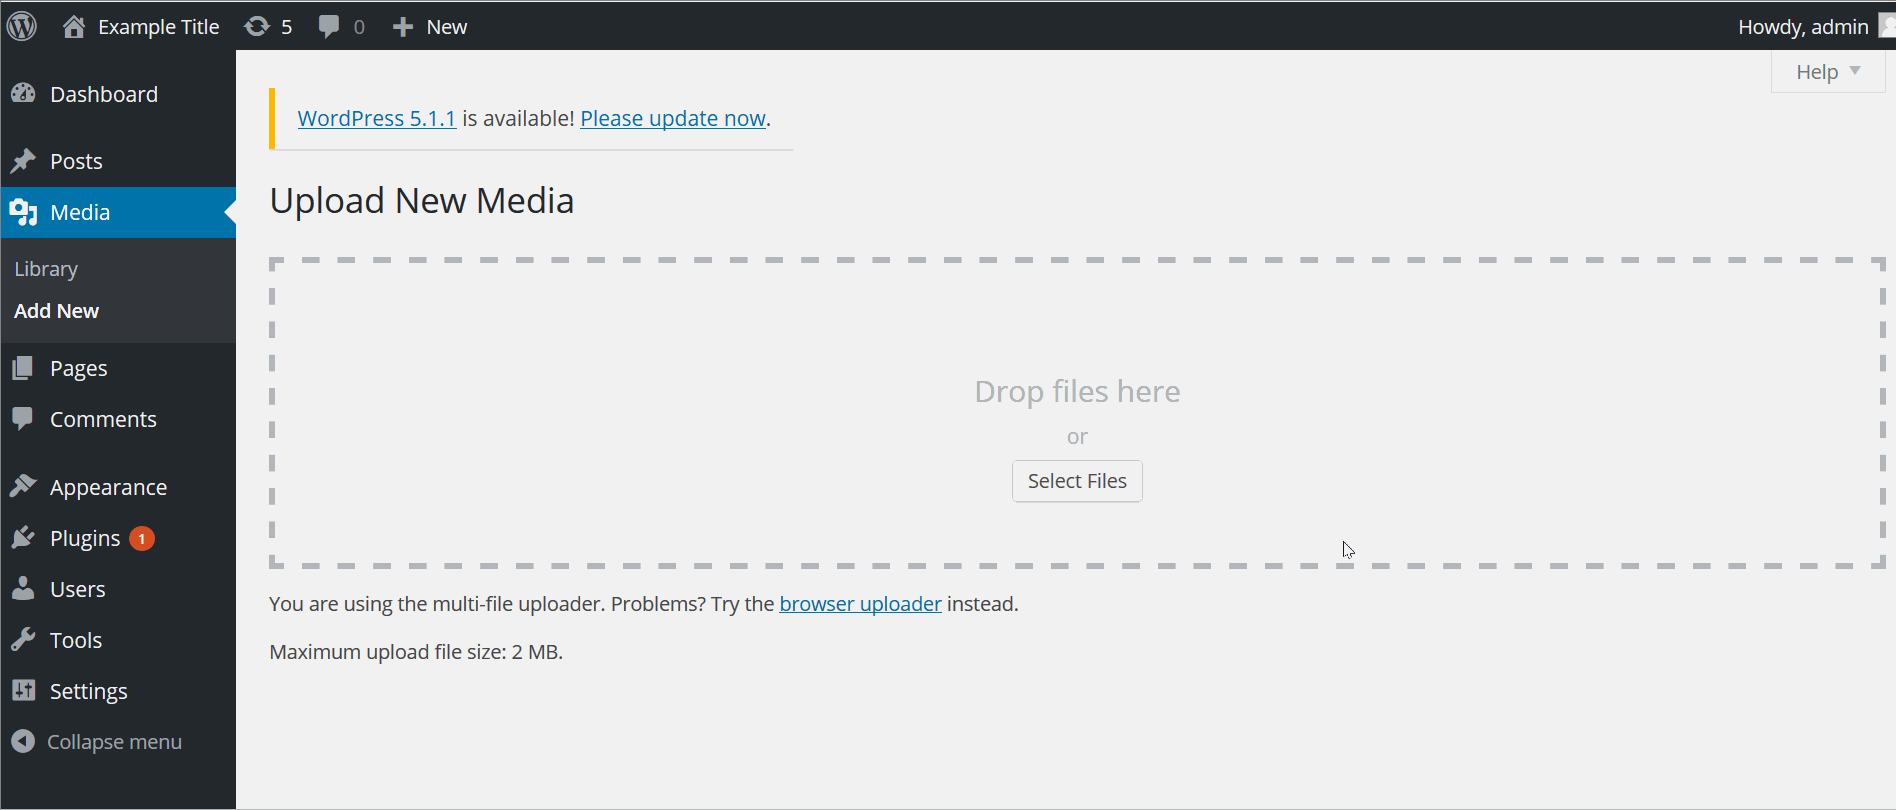 Example Title 5 0 New Howdy, admin
Help
Dashboard
Posts
Media
Library
Add New
Pages
Comments
Appearance
Plugins 1
Users
Tools
Settings
Collapse menu
WordPress 5.1.1 is available! Please update now.
Upload New Media
Drop files here
or
Select Files
You are using the multi-file uploader. Problems? Try the browser uploader instead.
Maximum upload file size: 2 MB.